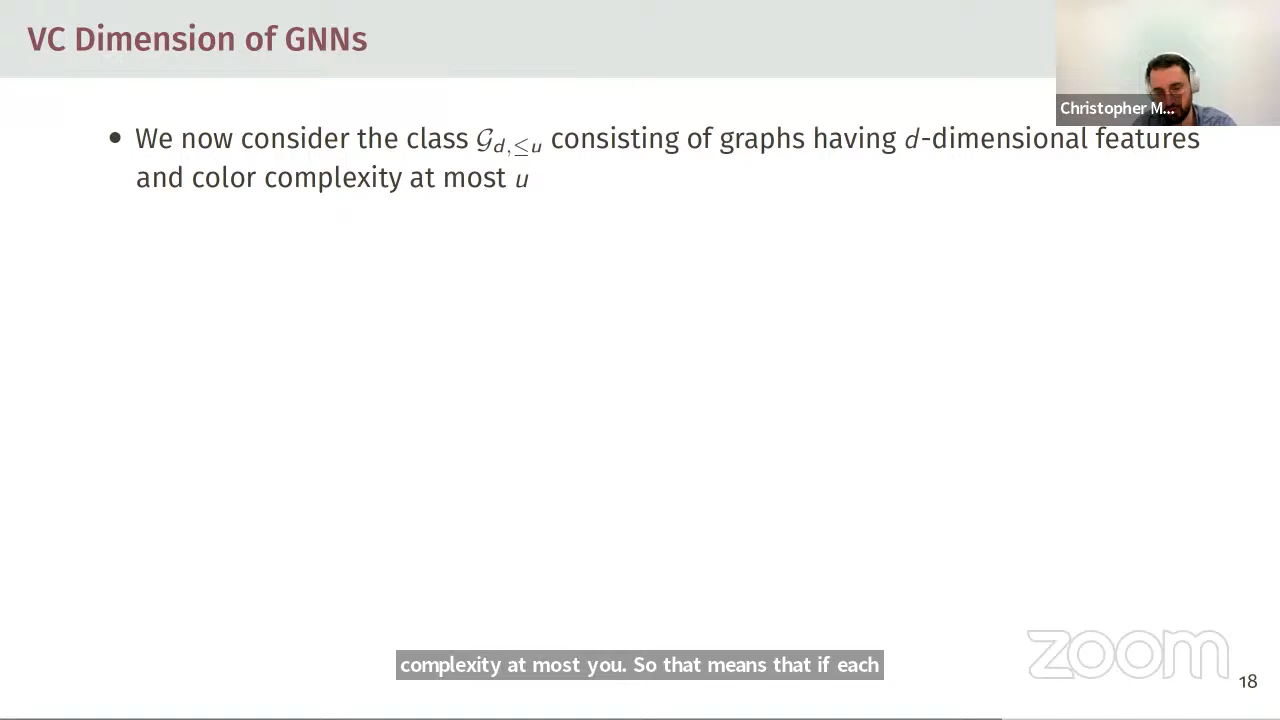 VC Dimension of GNNs
Christopher M...
• We now consider the class 𝒢d,≤u consisting of graphs having d-dimensional features
and color complexity at most u
complexity at most you. So that means that if each
zoom
18